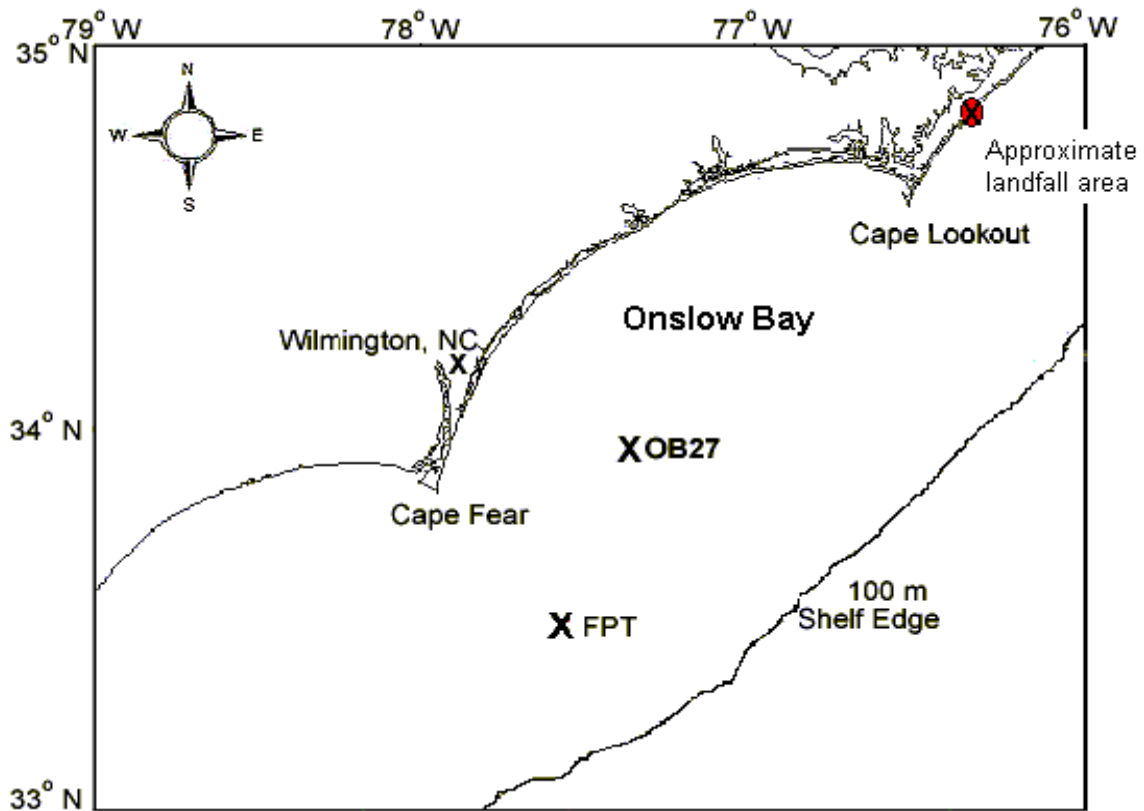 79° W
78° W
77° W
76° W
35° N
N
W
E
S
Approximate
landfall area
Cape Lookout
Onslow Bay
Wilmington, NC
X
34° N
X OB27
Cape Fear
100 m
Shelf Edge
X FPT
33° N